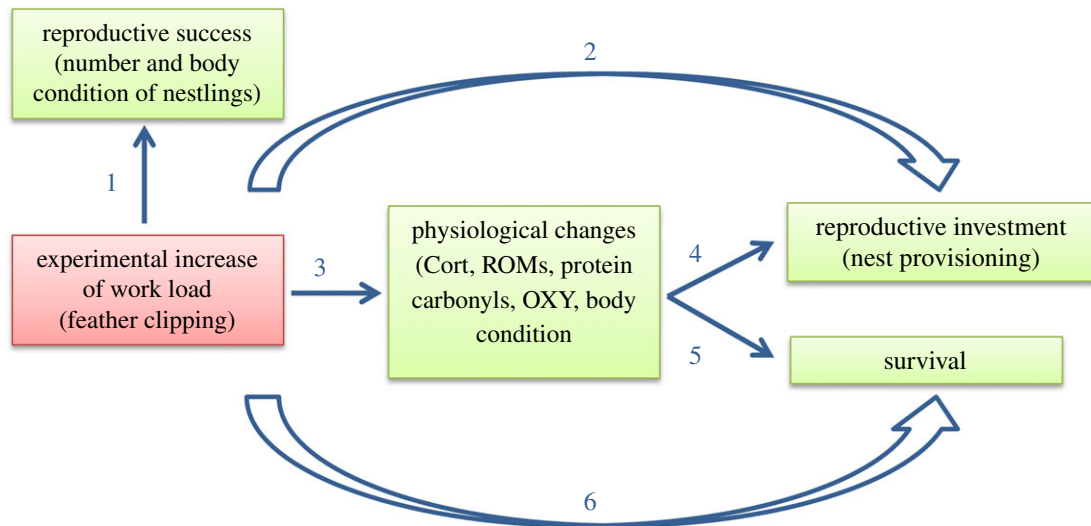 reproductive success
(number and body
condition of nestlings)
2
1
experimental increase
of work load
(feather clipping)
3
physiological changes
(Cort, ROMs, protein
carbonyls, OXY, body
condition
4
reproductive investment
(nest provisioning)
5
survival
6